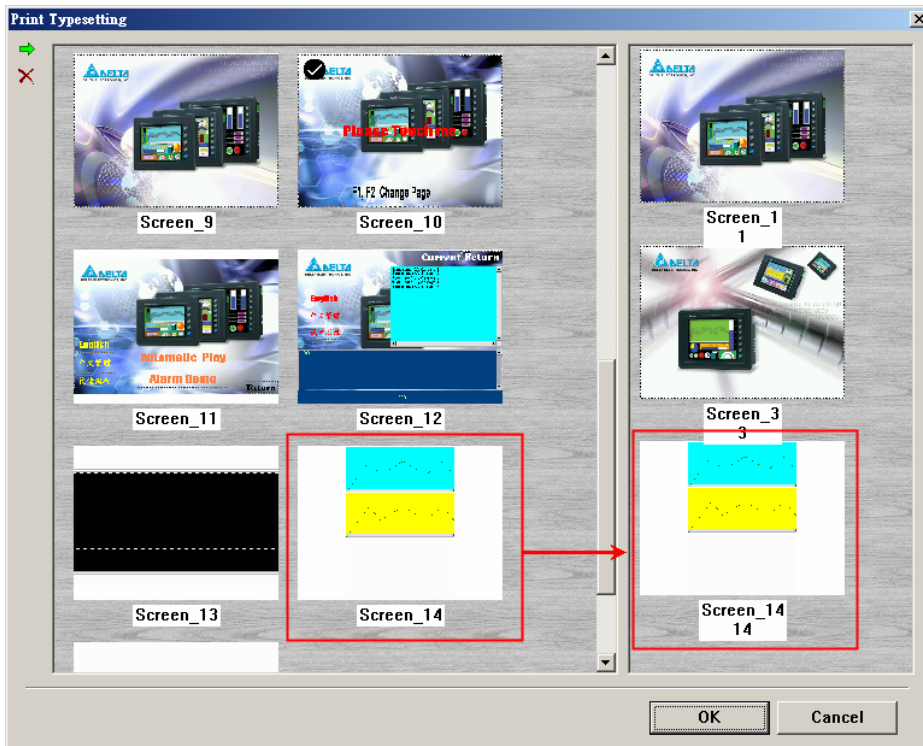 Print Typesetting
DELTA
DELTA
DELTA
Screen_9
Please Touch me
F1, F2 Change Page
Screen_10
Screen_1
1
DELTA
DELTA
Current Return
English
English
Automatic Play
Alarm Demo
Return
Screen_11
Screen_12
DELTA
Screen_3
3
Screen_13
Screen_14
Screen_14
14
OK
Cancel